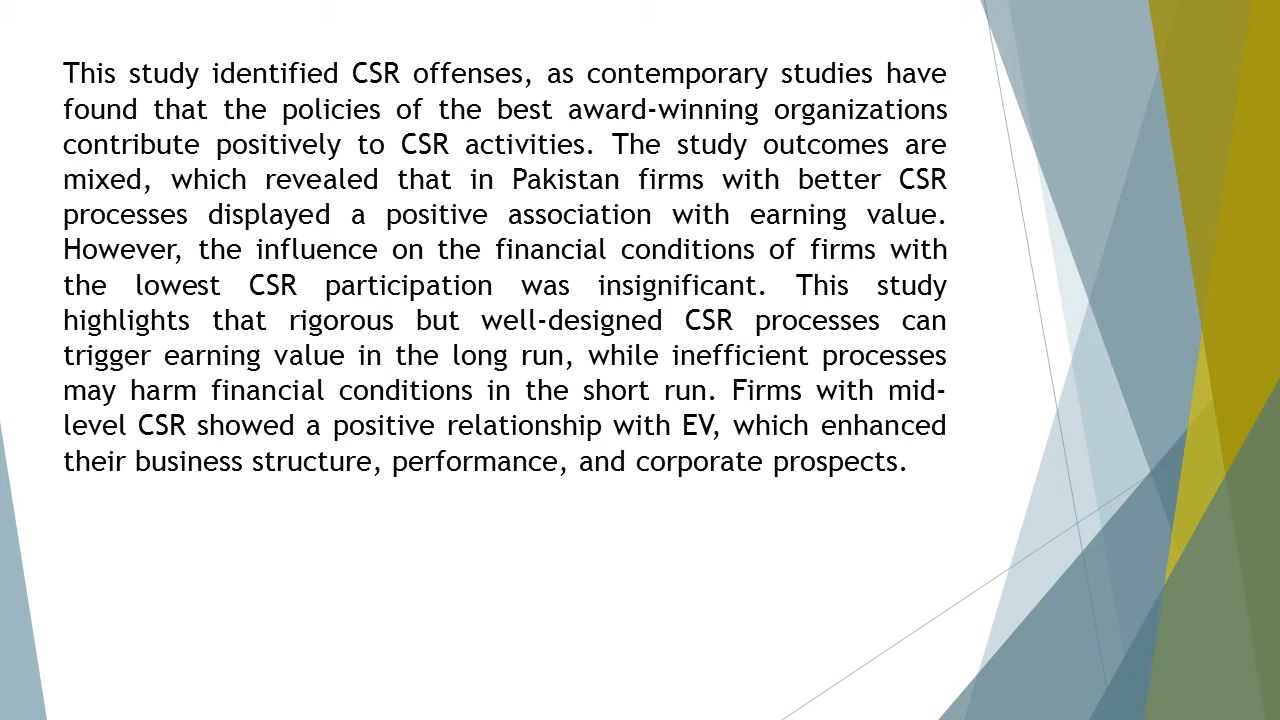 This study identified CSR offenses, as contemporary studies have
found that the policies of the best award-winning organizations
contribute positively to CSR activities. The study outcomes are
mixed, which revealed that in Pakistan firms with better CSR
processes displayed a positive association with earning value.
However, the influence on the financial conditions of firms with
the lowest CSR participation was insignificant. This study
highlights that rigorous but well-designed CSR processes can
trigger earning value in the long run, while inefficient processes
may harm financial conditions in the short run. Firms with mid-
level CSR showed a positive relationship with EV, which enhanced
their business structure, performance, and corporate prospects.